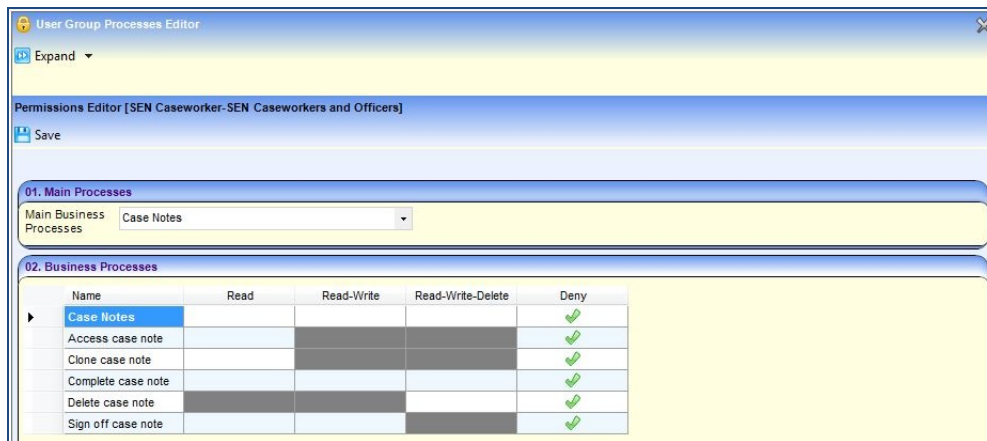 User Group Processes Editor
Expand
Permissions Editor [SEN Caseworker-SEN Caseworkers and Officers]
Save
01. Main Processes
Main Business Processes
Case Notes
02. Business Processes
Name Read Read-Write Read-Write-Delete Deny
Case Notes
Access case note
Clone case note
Complete case note
Delete case note
Sign off case note